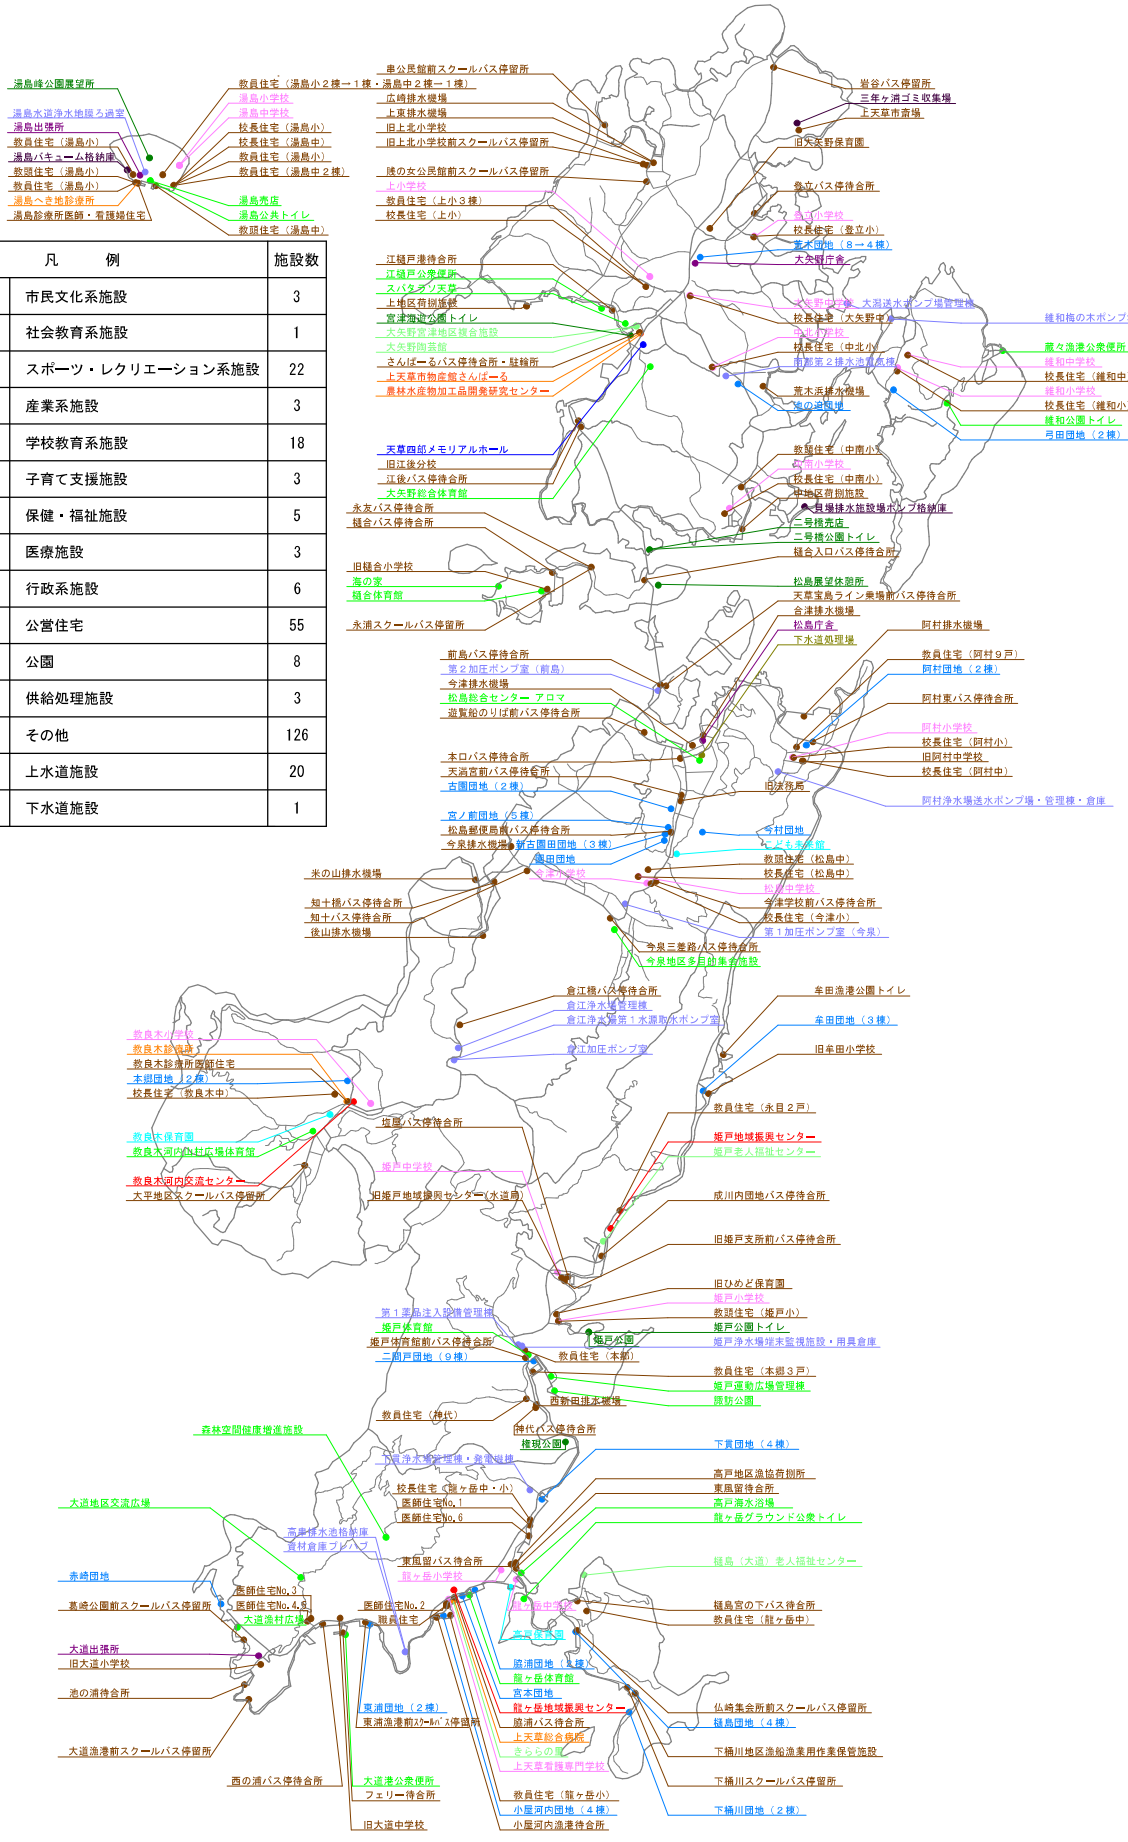 湯島峰公園展望所
湯島水道浄水地横ろ過室
湯島出張所
教員住宅（湯島小）
湯島バキューム格納庫
教頭住宅（湯島小）
教員住宅（湯島小）
湯島へき地診療所
湯島診療所医師・看護婦住宅
教員住宅（湯島小２棟→１棟・湯島中２棟→１棟）
湯島小学校
湯島中学校
校長住宅（湯島小）
校長住宅（湯島中）
教員住宅（湯島小）
教員住宅（湯島中２棟）
湯島売店
湯島公共トイレ
教頭住宅（湯島中）
凡　例　施設数
市民文化系施設　3
社会教育系施設　1
スポーツ・レクリエーション系施設　22
産業系施設　3
学校教育系施設　18
子育て支援施設　3
保健・福祉施設　5
医療施設　3
行政系施設　6
公営住宅　55
公園　8
供給処理施設　3
その他　126
上水道施設　20
下水道施設　1
串公民館前スクールバス停留所
広崎排水機場
上東排水機場
旧上北小学校
旧上北小学校前スクールバス停留所
賎の女公民館前スクールバス停留所
上小学校
教員住宅（上小３棟）
校長住宅（上小）
江樋戸港待合所
江樋戸公衆便所
スパタラソ天草
上地区荷捌施設
宮津海遊公園トイレ
大矢野宮津地区複合施設
大矢野陶芸館
さんぱーるバス停待合所・駐輪所
上天草市物産館さんぱーる
農林水産物加工品開発研究センター
天草四郎メモリアルホール
旧江後分校
江後バス停待合所
大矢野総合体育館
岩谷バス停留所
三年ヶ浦ゴミ収集場
上天草市斎場
旧大矢野保育園
登立バス停待合所
登立小学校
校長住宅（登立小）
荒木団地（８→４棟）
大矢野庁舎
大矢野中学校
大潟送水ポンプ場管理棟
校長住宅（大矢野中）
中北小学校
校長住宅（中北小）
南部第２排水池電気棟
荒木浜排水機場
池の迫団地
維和梅の木ポンプ
蔵々漁港公衆便所
維和中学校
校長住宅（維和中
維和小学校
校長住宅（維和小
維和公園トイレ
弓田団地（２棟）
教頭住宅（中南小）
中南小学校
校長住宅（中南小）
中地区荷捌施設
貝場排水施設場ポンプ格納庫
二号橋売店
二号橋公園トイレ
樋合入口バス停待合所
永友バス停待合所
樋合バス停待合所
旧樋合小学校
海の家
樋合体育館
永浦スクールバス停留所
松島展望休憩所
天草宝島ライン乗場前バス停待合所
合津排水機場
松島庁舎
下水道処理場
前島バス停待合所
第２加圧ポンプ室（前島）
今津排水機場
松島総合センター アロマ
遊覧船のりば前バス停待合所
本口バス停待合所
天満宮前バス停待合所
古園団地（２棟）
宮ノ前団地（５棟）
松島郵便局前バス停待合所
今泉排水機場
新古園田団地（３棟）
園田団地
今津小学校
阿村排水機場
教員住宅（阿村９戸）
阿村団地（２棟）
阿村東バス停待合所
阿村小学校
校長住宅（阿村小）
旧阿村中学校
校長住宅（阿村中）
阿村浄水場送水ポンプ場・管理棟・倉庫
旧法務局
今村団地
こども未来館
教頭住宅（松島中）
校長住宅（松島中）
松島中学校
今津学校前バス停待合所
校長住宅（今津小）
第１加圧ポンプ室（今泉）
今泉三差路バス停待合所
今泉地区多目的集会施設
米の山排水機場
知十橋バス停待合所
知十バス停待合所
後山排水機場
倉江橋バス停待合所
倉江浄水場管理棟
倉江浄水場第１水源取水ポンプ室
倉江加圧ポンプ室
牟田漁港公園トイレ
牟田団地（３棟）
旧牟田小学校
教良木小学校
教良木診療所
教良木診療所医師住宅
本郷団地（２棟）
校長住宅（教良木中）
教良木保育園
教良木河内山村広場体育館
教良木河内交流センター
大平地区スクールバス停留所
塩屋バス停待合所
姫戸中学校
旧姫戸地域振興センター(水道局)
教員住宅（永目２戸）
姫戸地域振興センター
姫戸老人福祉センター
成川内団地バス停待合所
旧姫戸支所前バス停待合所
旧ひめど保育園
姫戸小学校
教頭住宅（姫戸小）
姫戸公園トイレ
姫戸公園
姫戸浄水場端末監視施設・用具倉庫
第１薬品注入設備管理棟
姫戸体育館
姫戸体育館前バス停待合所
二間戸団地（９棟）
教員住宅（本郷）
教員住宅（本郷３戸）
姫戸運動広場管理棟
諏訪公園
西新田排水機場
教員住宅（神代）
神代バス停待合所
権現公園
森林空間健康増進施設
下貫浄水場管理棟・発電機棟
下貫団地（４棟）
校長住宅（龍ヶ岳中・小）
医師住宅No.1
医師住宅No.6
高戸地区漁協荷捌所
東風留待合所
高戸海水浴場
龍ヶ岳グラウンド公衆トイレ
大道地区交流広場
高串排水池格納庫
資材倉庫プレハブ
東風留バス待合所
龍ヶ岳小学校
樋島（大道）老人福祉センター
赤崎団地
葛崎公園前スクールバス停留所
医師住宅No.3
医師住宅No.4.5
大道漁村広場
医師住宅No.2
職員住宅
龍ヶ岳中学校
高戸保育園
樋島宮の下バス待合所
教員住宅（龍ヶ岳中）
大道出張所
旧大道小学校
池の浦待合所
大道漁港前スクールバス停留所
脇浦団地（２棟）
龍ヶ岳体育館
宮本団地
龍ヶ岳地域振興センター
脇浦バス待合所
上天草総合病院
きららの里
上天草看護専門学校
東浦団地（２棟）
東浦漁港前スクールバス停留所
仏崎集会所前スクールバス停留所
樋島団地（４棟）
下桶川地区漁船漁業用作業保管施設
下桶川スクールバス停留所
下桶川団地（２棟）
西の浦バス停待合所
大道港公衆便所
フェリー待合所
旧大道中学校
教員住宅（龍ヶ岳小）
小屋河内団地（４棟）
小屋河内漁港待合所